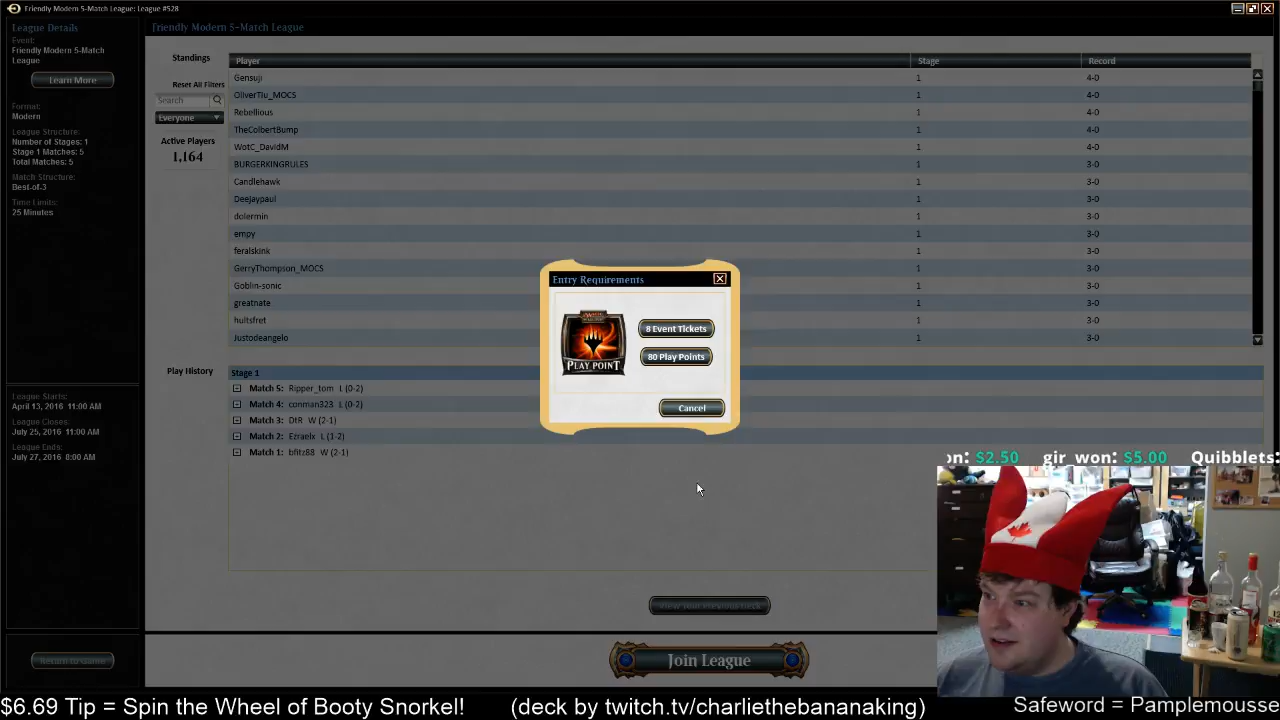 Friendly Modern 5-Match League: League #528
League Details
Event:
Friendly Modern 5-Match
League
Learn More
Format:
Modern
League Structure:
Number of Stages: 1
Stage 1 Matches: 5
Total Matches: 5
Match Structure:
Best-of-3
Time Limits:
25 Minutes
League Starts:
April 13, 2016 11:00 AM
League Closes:
July 25, 2016 11:00 AM
League Ends:
July 27, 2016 8:00 AM
Return to Game
Friendly Modern 5-Match League
Standings
Reset All Filters
Search
Everyone
Active Players
1,164
Player Stage Record
Gensuji 1 4-0
OliverTiu_MOCS 1 4-0
Rebellious 1 4-0
TheColbertBump 1 4-0
WotC_DavidM 1 4-0
BURGERKINGRULES 1 3-0
Candlehawk 1 3-0
Deejaypaul 1 3-0
dolermin 1 3-0
empy 1 3-0
feralskink 1 3-0
GerryThompson_MOCS 1 3-0
Goblin-sonic 1 3-0
greatnate 1 3-0
hultsfret 1 3-0
Justodeangelo 1 3-0
Entry Requirements
PLAY POINT
8 Event Tickets
80 Play Points
Cancel
Play History
Stage 1
Match 5: Ripper_tom L (0-2)
Match 4: conman323 L (0-2)
Match 3: DtR W (2-1)
Match 2: Ezraelx L (1-2)
Match 1: bfitz88 W (2-1)
on: $2.50 gir won: $5.00 Quibblets:
View Your Previous Deck
Join League
$6.69 Tip = Spin the Wheel of Booty Snorkel! (deck by twitch.tv/charliethebananaking) Safeword = Pamplemousse